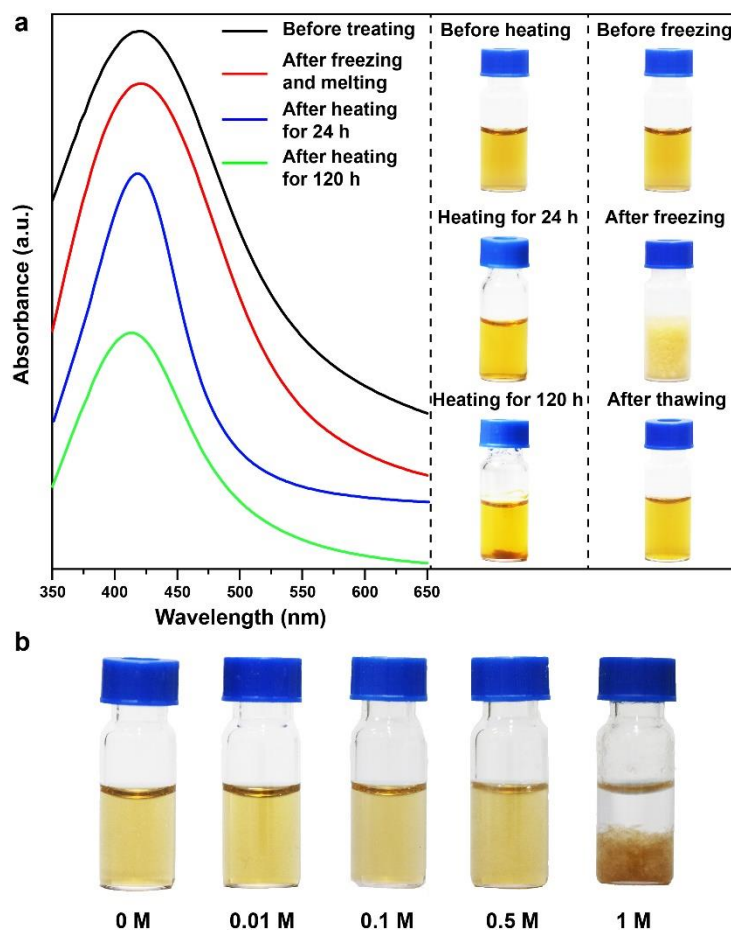 a
Before treating
After freezing
and melting
After heating
for 24 h
After heating
for 120 h
Absorbance (a.u.)
350 400 450 500 550 600 650
Wavelength (nm)
Before heating
Before freezing
Heating for 24 h
After freezing
Heating for 120 h
After thawing
b
0 M
0.01 M
0.1 M
0.5 M
1 M